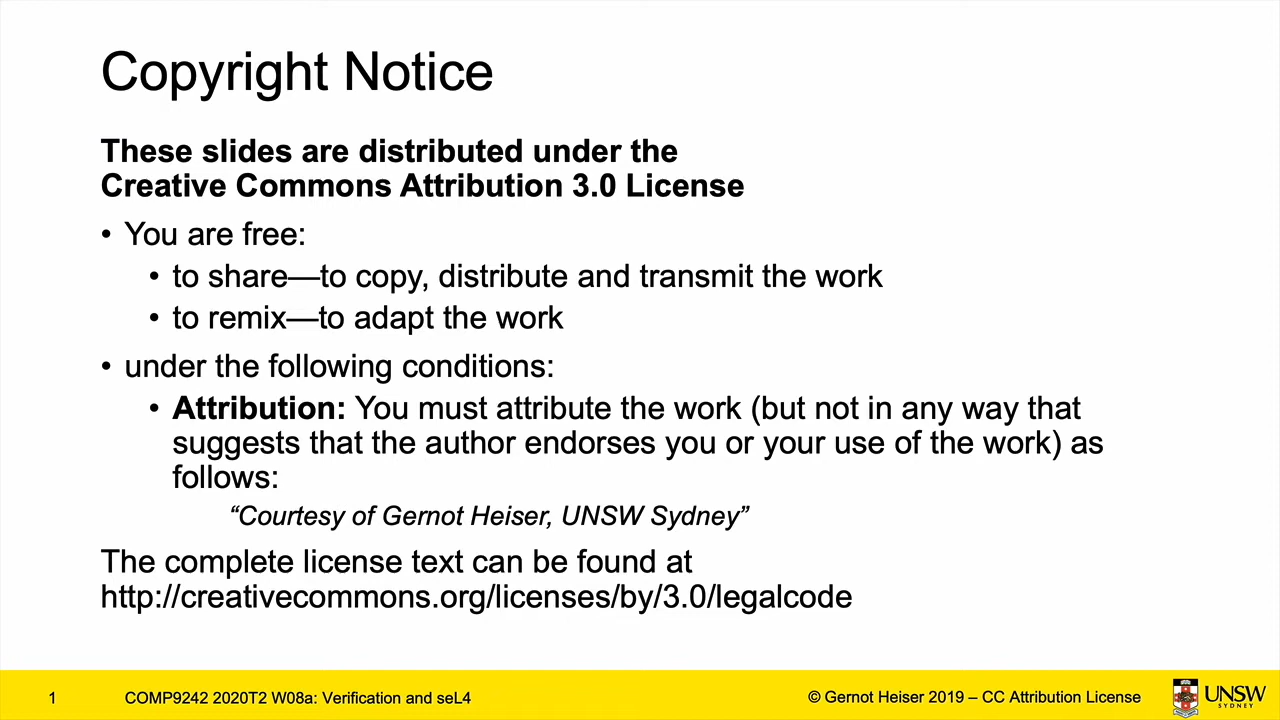 Copyright Notice
These slides are distributed under the
Creative Commons Attribution 3.0 License
• You are free:
• to share—to copy, distribute and transmit the work
• to remix—to adapt the work
• under the following conditions:
• Attribution: You must attribute the work (but not in any way that
suggests that the author endorses you or your use of the work) as
follows:
“Courtesy of Gernot Heiser, UNSW Sydney”
The complete license text can be found at
http://creativecommons.org/licenses/by/3.0/legalcode
1 COMP9242 2020T2 W08a: Verification and seL4 © Gernot Heiser 2019 – CC Attribution License
UNSW
SYDNEY